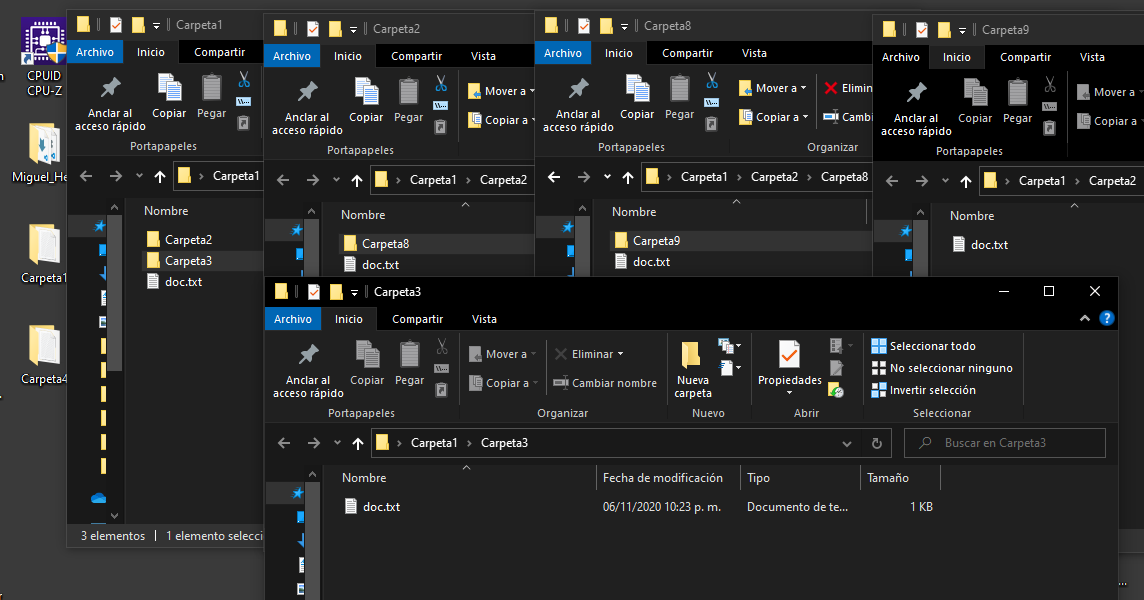 CPUID
CPU-Z
Carpeta1
Carpeta4
Carpeta1
Archivo
Inicio
Compartir
Anclar al
acceso rápido
Copiar
Pegar
Portapapeles
Carpeta1
Nombre
Carpeta2
Carpeta3
doc.txt
3 elementos
1 elemento
Carpeta2
Archivo
Inicio
Compartir
Vista
Anclar al
acceso rápido
Copiar
Pegar
Mover a
Copiar a
Portapapeles
Carpeta1 Carpeta2
Nombre
Carpeta8
doc.txt
Carpeta8
Archivo
Inicio
Compartir
Vista
Anclar al
acceso rápido
Copiar
Pegar
Mover a
Copiar a
Portapapeles
Organizar
Carpeta1 Carpeta2 Carpeta8
Nombre
Carpeta9
doc.txt
Carpeta9
Archivo
Inicio
Compartir
Vista
Anclar al
acceso rápido
Copiar
Pegar
Mover a
Copiar a
Portapapeles
Carpeta1 Carpeta2
Nombre
doc.txt
Carpeta3
Archivo
Inicio
Compartir
Vista
Anclar al
acceso rápido
Copiar
Pegar
Portapapeles
Mover a
Copiar a
Eliminar
Cambiar nombre
Organizar
Nueva
carpeta
Nuevo
Propiedades
Abrir
Seleccionar todo
No seleccionar ninguno
Invertir selección
Seleccionar
Carpeta1 Carpeta3
Buscar en Carpeta3
Nombre Fecha de modificación Tipo Tamaño
doc.txt 06/11/2020 10:23 p. m. Documento de te... 1 KB